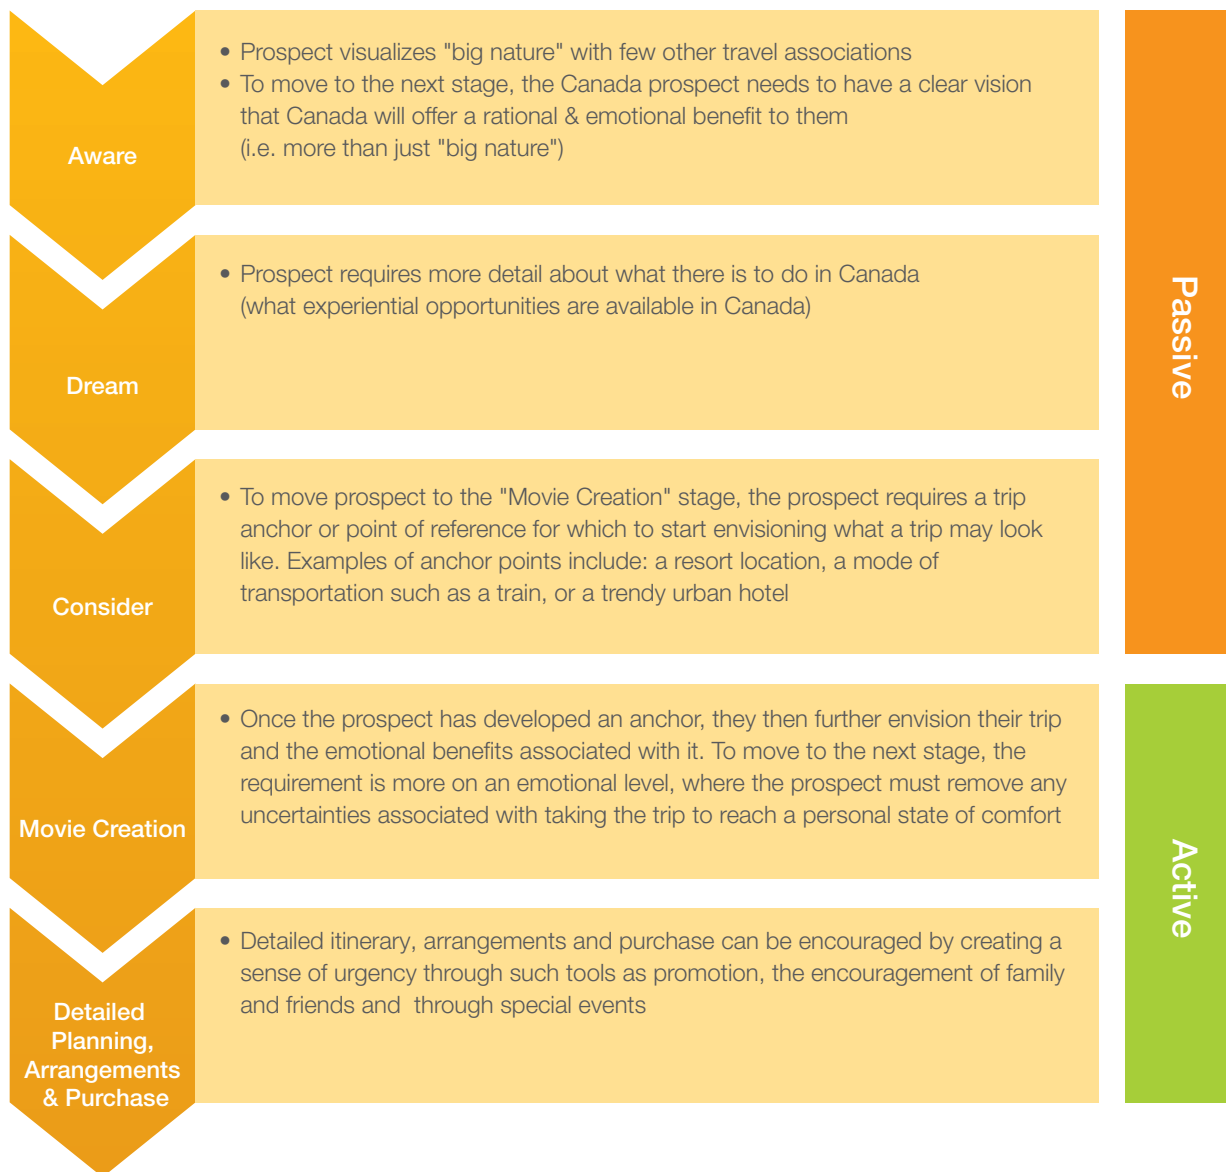 Aware
• Prospect visualizes "big nature" with few other travel associations
• To move to the next stage, the Canada prospect needs to have a clear vision
that Canada will offer a rational & emotional benefit to them
(i.e. more than just "big nature")
Dream
• Prospect requires more detail about what there is to do in Canada
(what experiential opportunities are available in Canada)
Consider
• To move prospect to the "Movie Creation" stage, the prospect requires a trip
anchor or point of reference for which to start envisioning what a trip may look
like. Examples of anchor points include: a resort location, a mode of
transportation such as a train, or a trendy urban hotel
Passive
Movie Creation
• Once the prospect has developed an anchor, they then further envision their trip
and the emotional benefits associated with it. To move to the next stage, the
requirement is more on an emotional level, where the prospect must remove any
uncertainties associated with taking the trip to reach a personal state of comfort
Detailed
Planning,
Arrangements
& Purchase
• Detailed itinerary, arrangements and purchase can be encouraged by creating a
sense of urgency through such tools as promotion, the encouragement of family
and friends and  through special events
Active